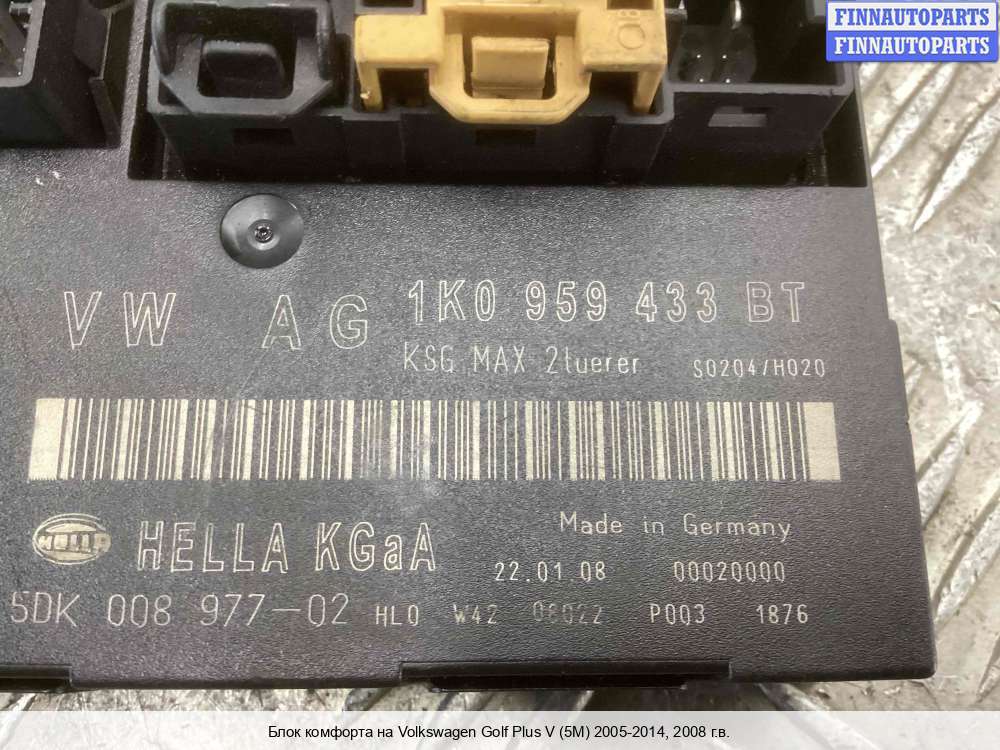 FINNAUTOPARTS
FINNAUTOPARTS
VW AG 1K0 959 433 BT
KSG MAX 2tuerer S0204/H020
HELLA
HELLA KGaA
Made in Germany
22.01.08 00020000
5DK 008 977-02 HL0 W42 08022 P003 1876
Блок комфорта на Volkswagen Golf Plus V (5M) 2005-2014, 2008 г.в.